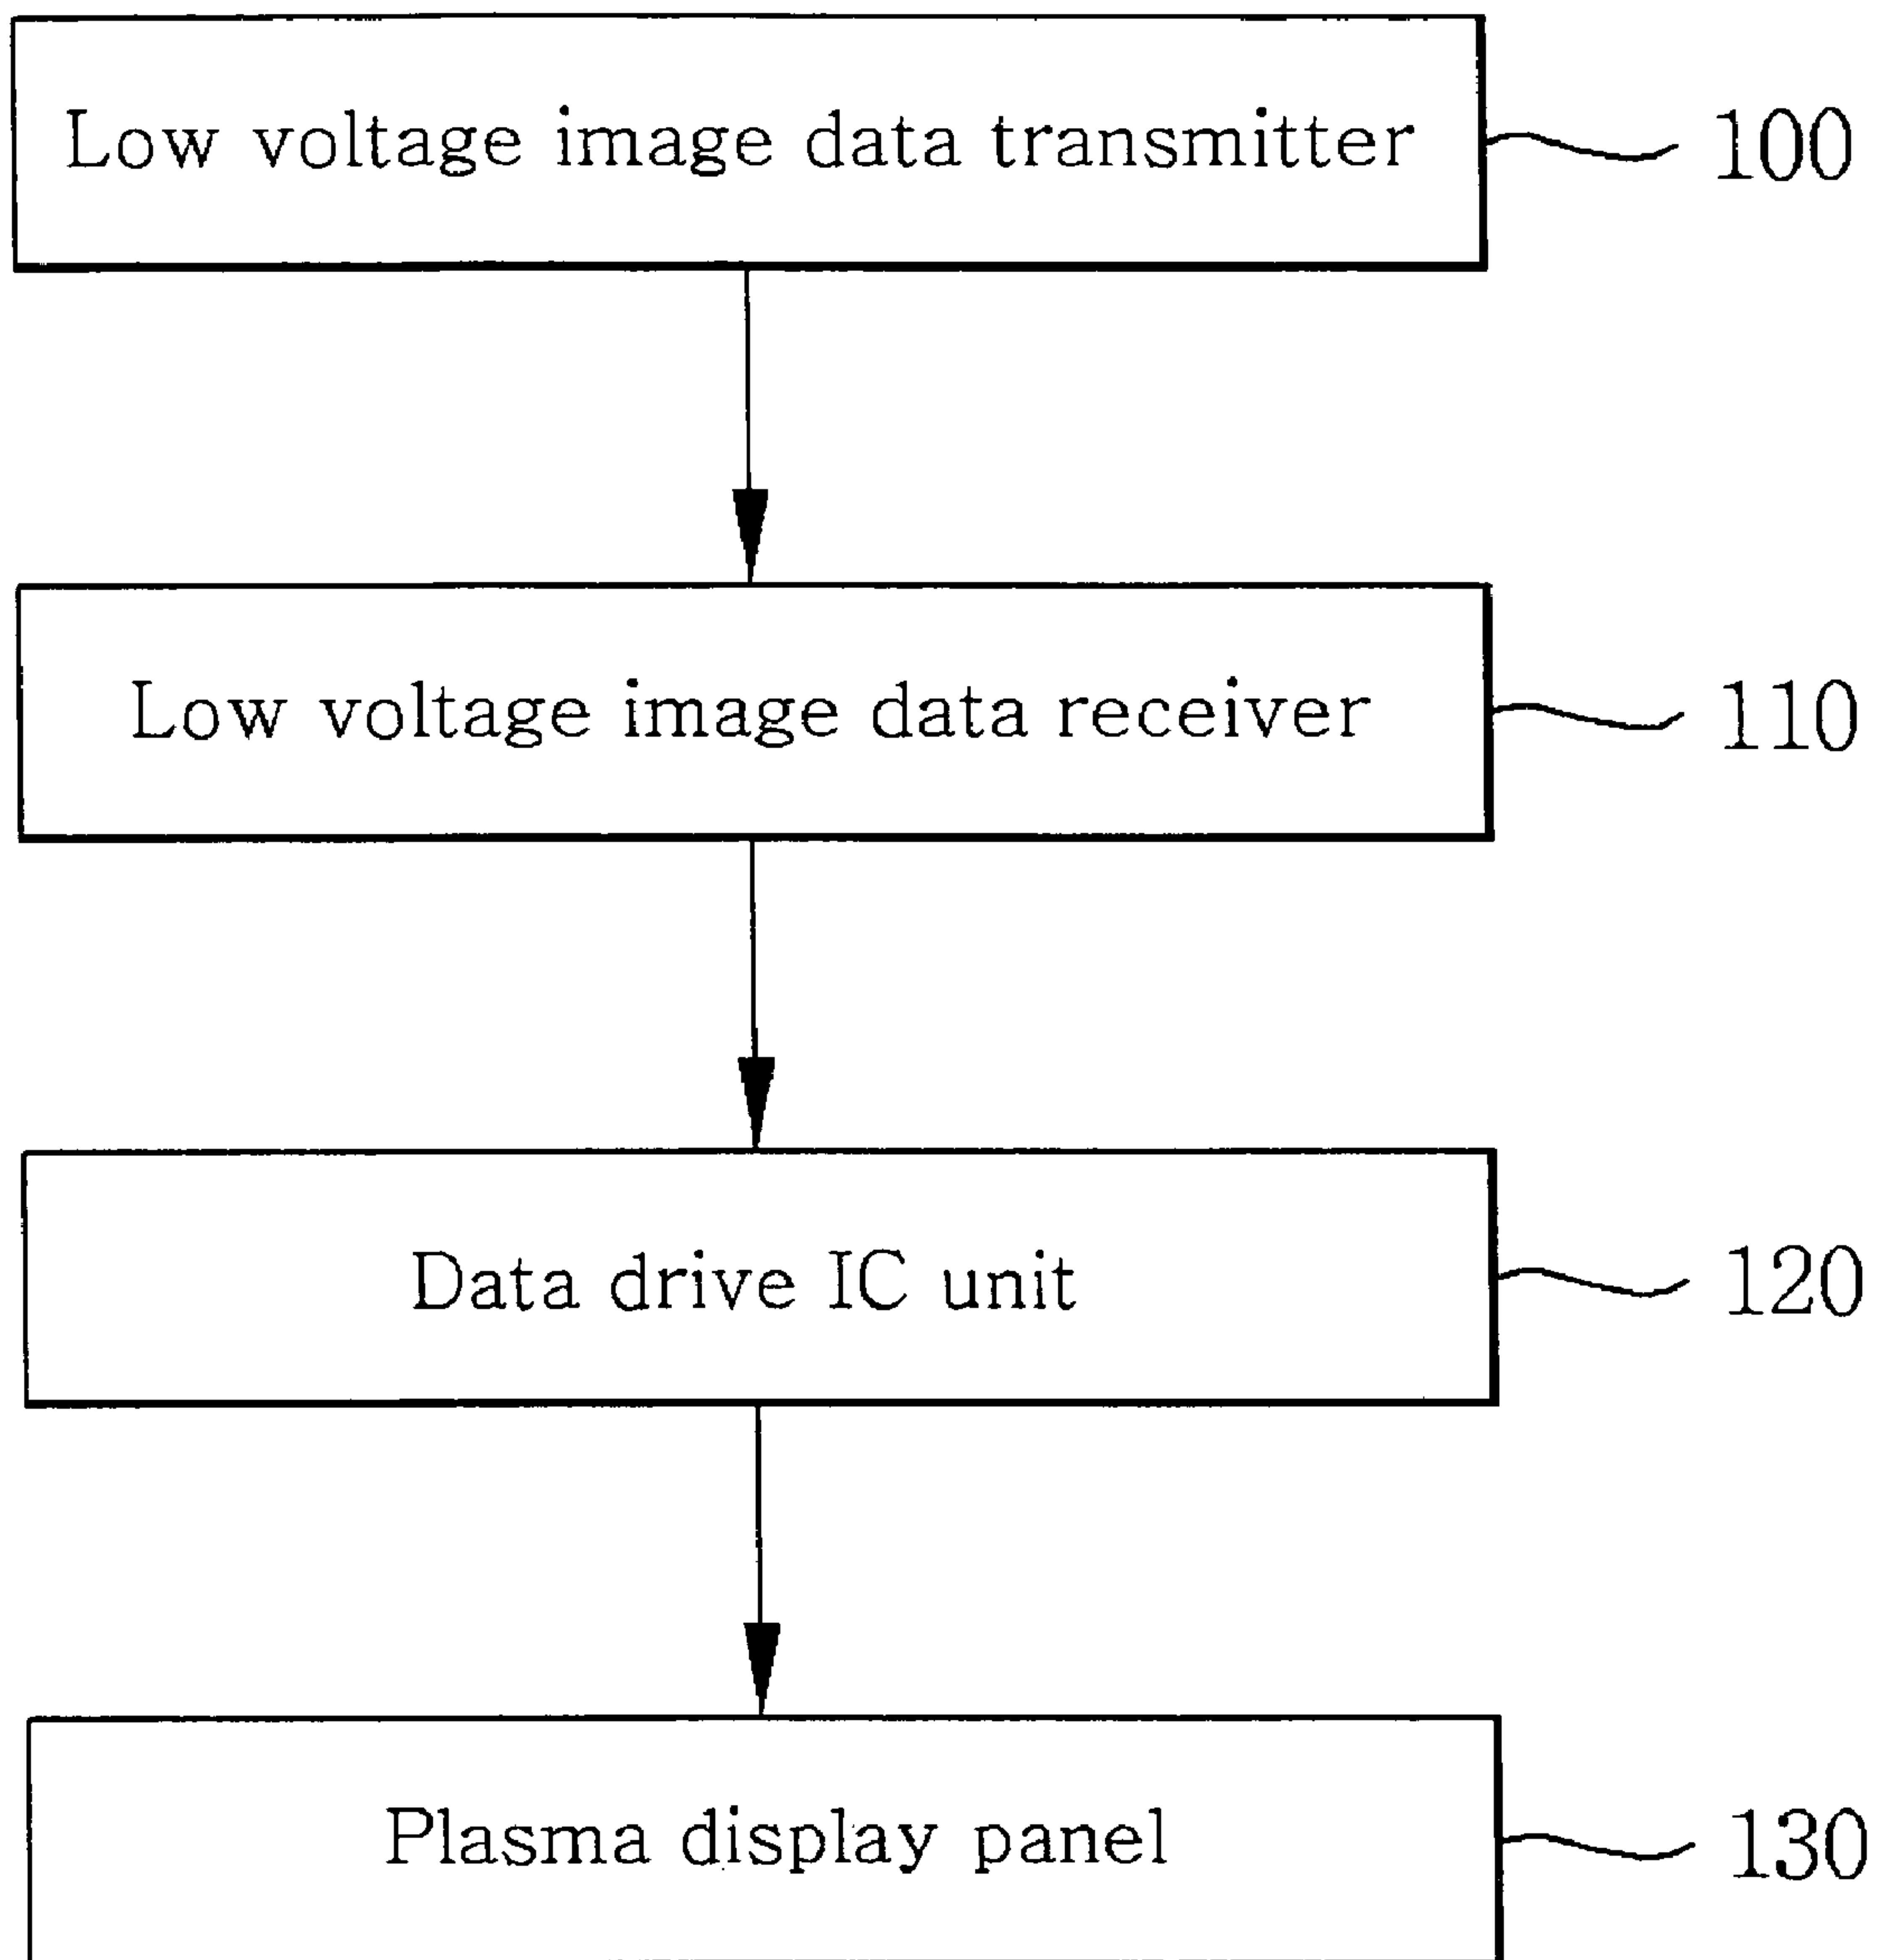 Low voltage image data transmitter 100
Low voltage image data receiver 110
Data drive IC unit 120
Plasma display panel 130